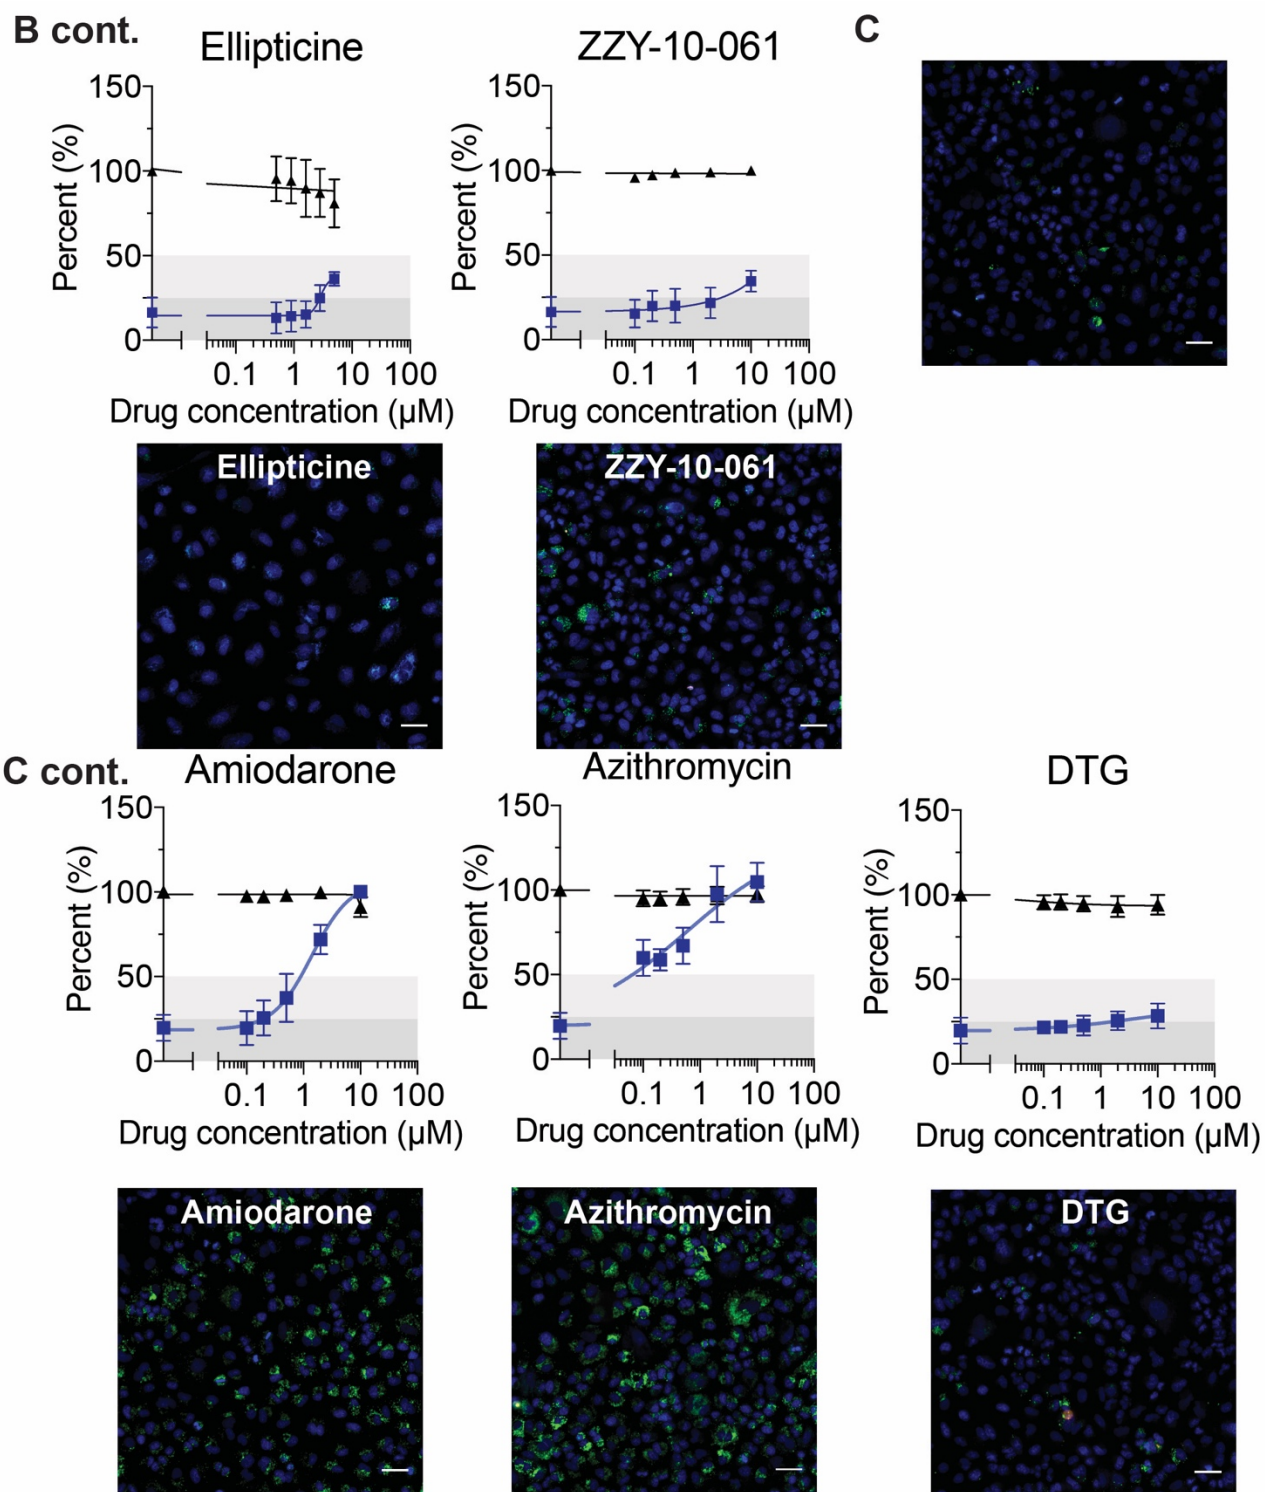 B cont.
Ellipticine
ZZY-10-061
C
150
100
50
0
Percent (%)
0.1 1 10 100
Drug concentration (µM)
150
100
50
0
Percent (%)
0.1 1 10 100
Drug concentration (µM)
Ellipticine
ZZY-10-061
C cont.
Amiodarone
Azithromycin
DTG
150
100
50
0
Percent (%)
0.1 1 10 100
Drug concentration (µM)
150
100
50
0
Percent (%)
0.1 1 10 100
Drug concentration (µM)
150
100
50
0
Percent (%)
0.1 1 10 100
Drug concentration (µM)
Amiodarone
Azithromycin
DTG